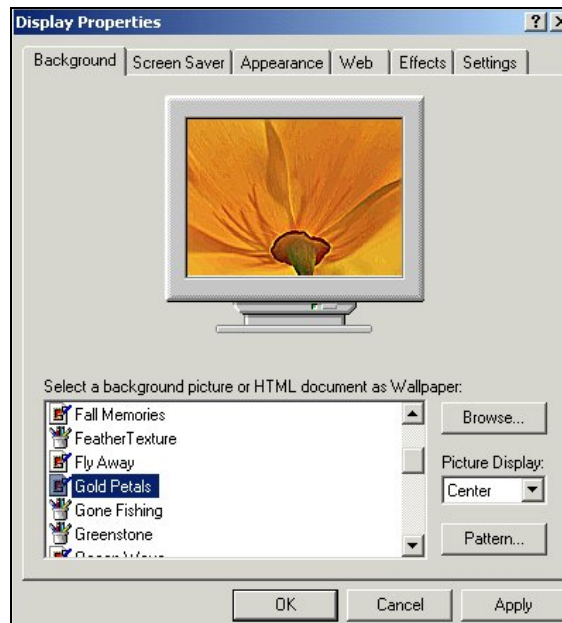 Display Properties
Background Screen Saver Appearance Web Effects Settings
Select a background picture or HTML document as Wallpaper:
Fall Memories
FeatherTexture
Fly Away
Gold Petals
Gone Fishing
Greenstone
Browse...
Picture Display:
Center
Pattern...
OK Cancel Apply